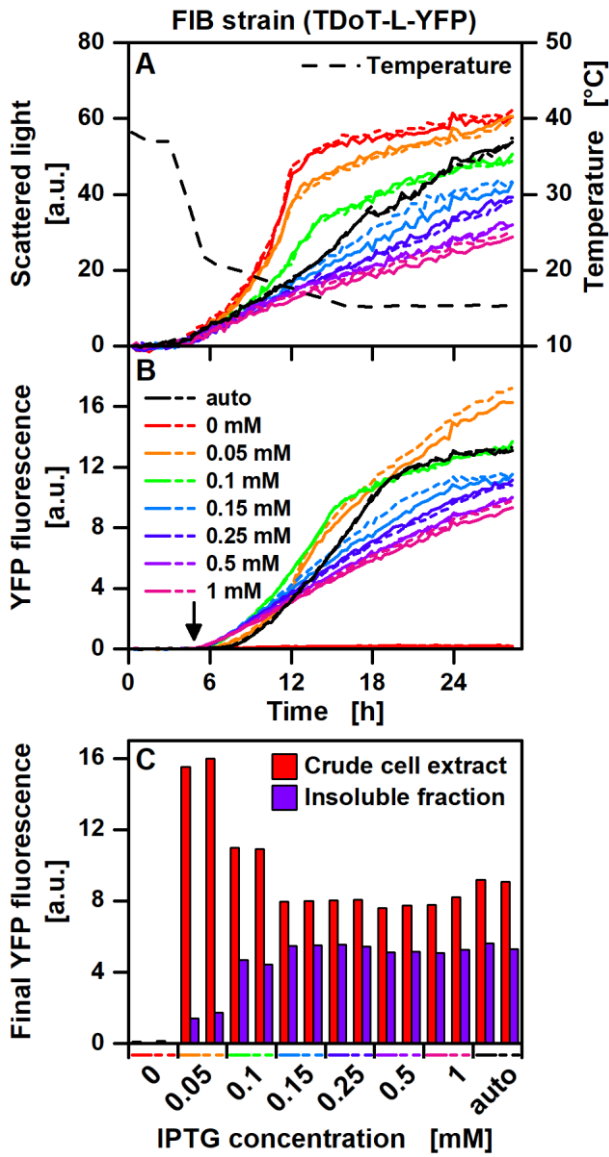 FIB strain (TDoT-L-YFP)
A
Temperature
Scattered light
[a.u.]
80
60
40
20
0
Temperature [°C]
50
40
30
20
10
B
YFP fluorescence
[a.u.]
16
12
8
4
0
auto
0 mM
0.05 mM
0.1 mM
0.15 mM
0.25 mM
0.5 mM
1 mM
0 6 12 18 24
Time [h]
C
Crude cell extract
Insoluble fraction
Final YFP fluorescence
[a.u.]
16
12
8
4
0
0 0.05 0.1 0.15 0.25 0.5 1 auto
IPTG concentration [mM]